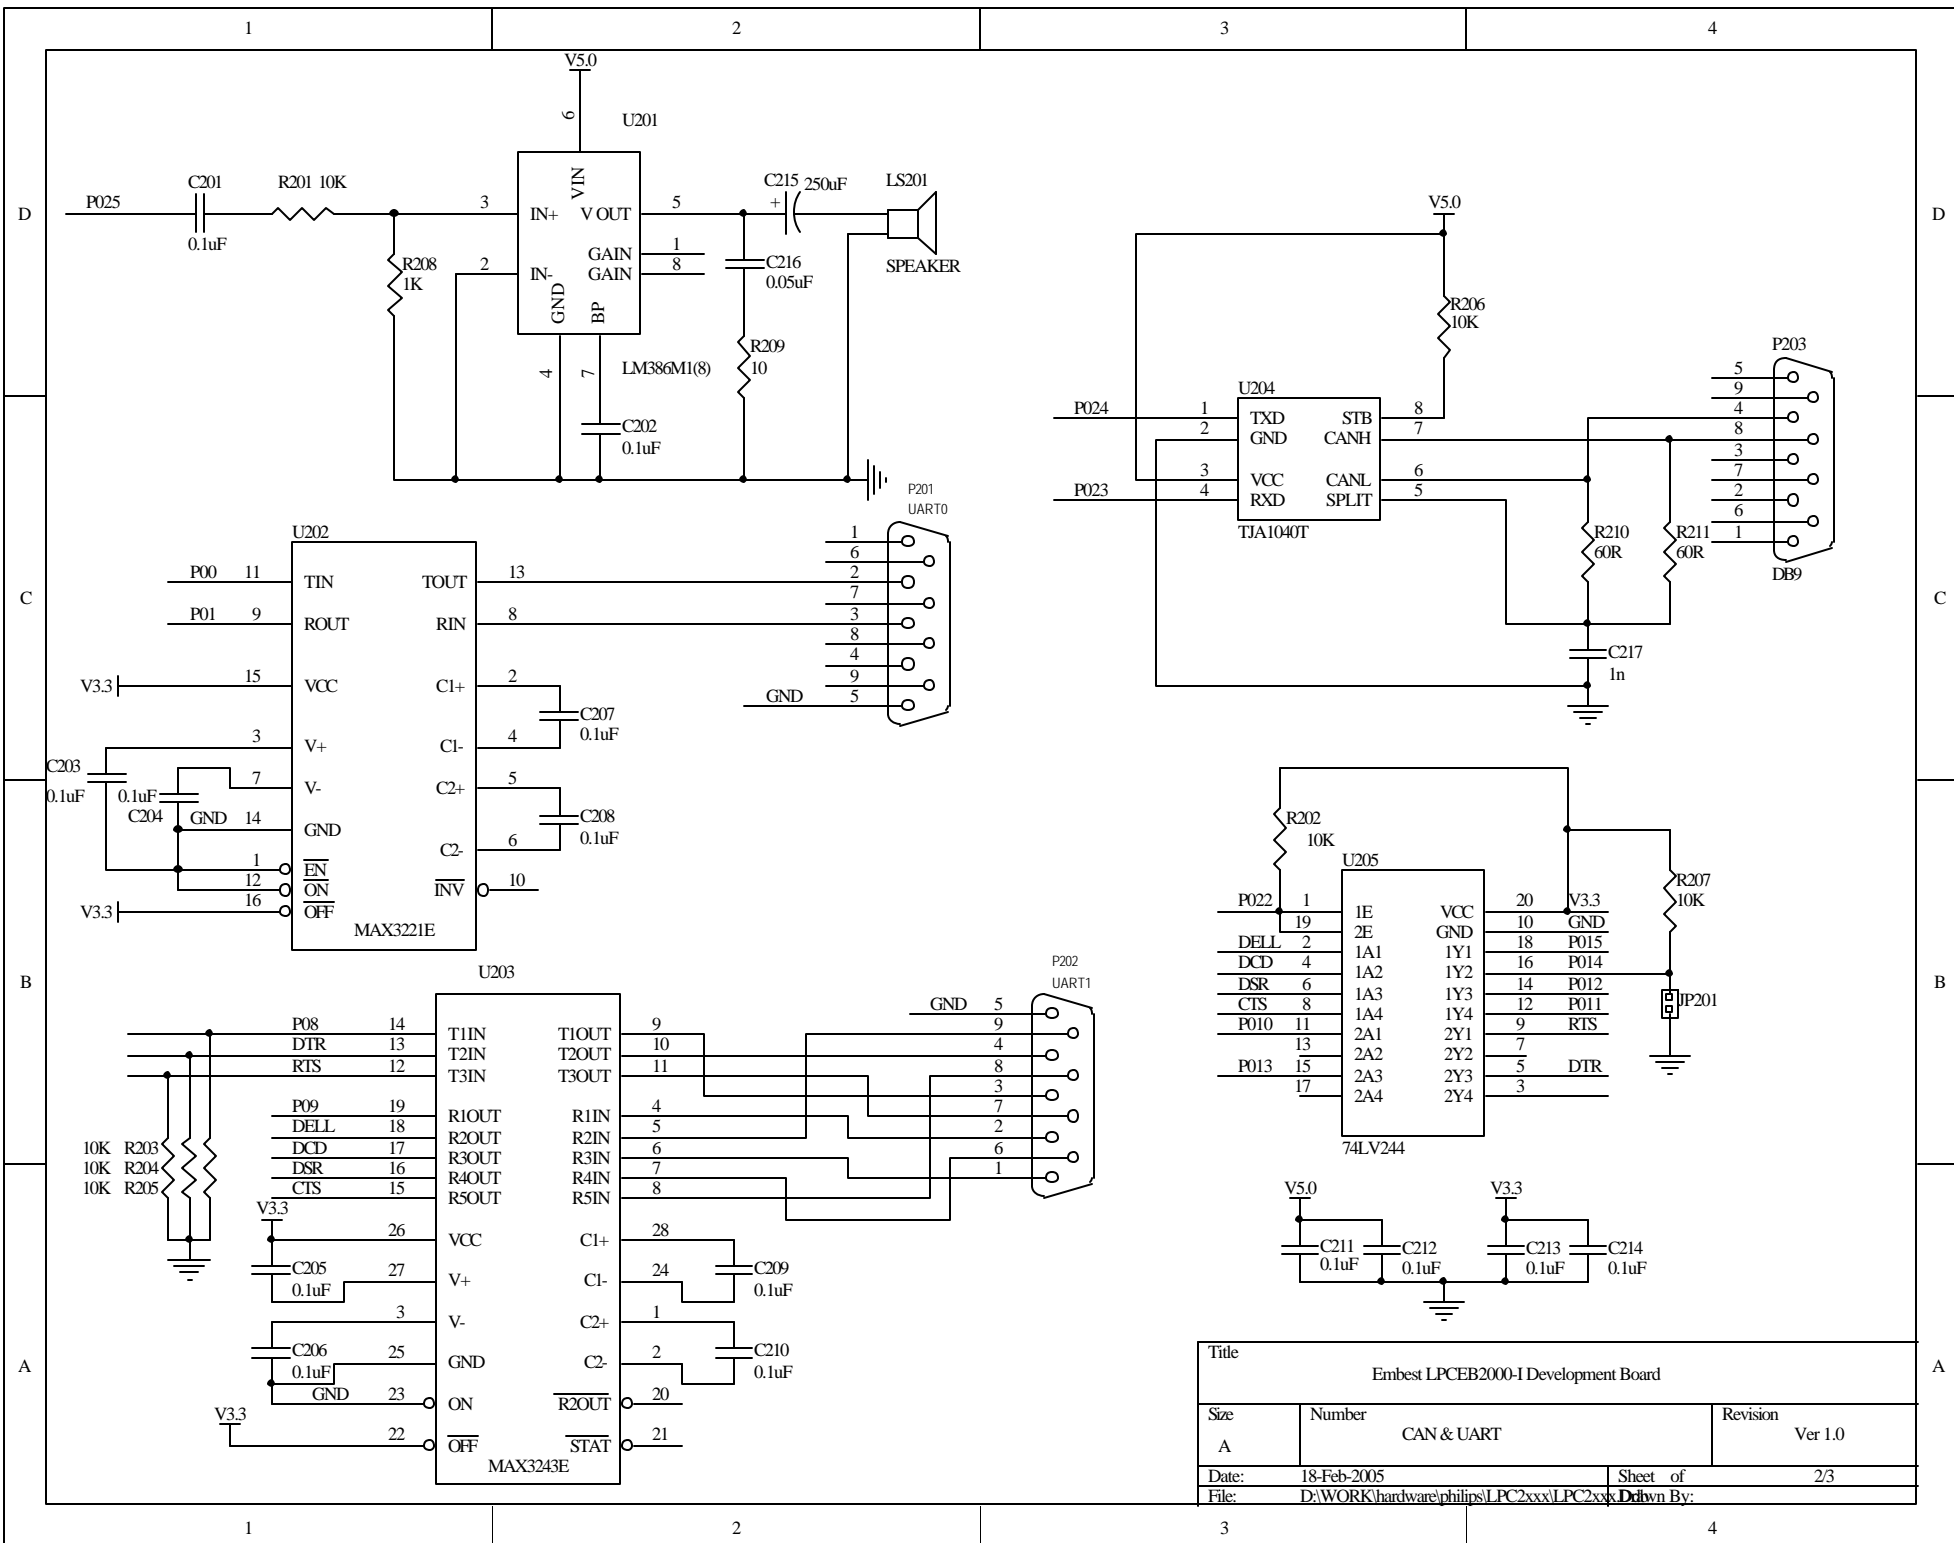 1 2 3 4
D D
C C
B B
A A
V5.0
6
U201
C201
0.1uF
P025
R201 10K
R208
1K
3 IN+
2 IN-
VIN
V OUT 5
GAIN 1
GAIN 8
GND
BP
4
7
LM386M1(8)
C202
0.1uF
C215 250uF
+
C216
0.05uF
R209
10
LS201
SPEAKER
U202
P00 11 TIN TOUT 13
P01 9 ROUT RIN 8
V3.3 15 VCC C1+ 2
C207
0.1uF
3 V+ C1- 4
C203
0.1uF
0.1uF
C204
7 V- C2+ 5
C208
0.1uF
GND 14 GND
C2- 6
1 EN
12 ON INV 10
V3.3 16 OFF
MAX3221E
P201
UART0
1
6
2
7
3
8
4
9
GND 5
U203
P08 14 T1IN T1OUT 9
DTR 13 T2IN T2OUT 10
RTS 12 T3IN T3OUT 11
P09 19 R1OUT R1IN 4
DELL 18 R2OUT R2IN 5
DCD 17 R3OUT R3IN 6
DSR 16 R4OUT R4IN 7
CTS 15 R5OUT R5IN 8
10K R203
10K R204
10K R205
V3.3
26 VCC C1+ 28
C205
0.1uF
27 V+ C1- 24
C209
0.1uF
3 V- C2+ 1
C206
0.1uF
25 GND C2- 2
C210
0.1uF
GND 23 ON R2OUT 20
V3.3
22 OFF STAT 21
MAX3243E
P202
UART1
GND 5
9
4
8
3
7
2
6
1
V5.0
R206
10K
U204
P024 1 TXD STB 8
2 GND CANH 7
3 VCC CANL 6
P023 4 RXD SPLIT 5
TJA1040T
P203
5
9
4
8
3
7
2
6
1
DB9
R210
60R
R211
60R
C217
1n
R202
10K
U205
R207
10K
P022 1 1E VCC 20 V3.3
19 2E GND 10 GND
DELL 2 1A1 1Y1 18 P015
DCD 4 1A2 1Y2 16 P014
DSR 6 1A3 1Y3 14 P012
CTS 8 1A4 1Y4 12 P011
P010 11 2A1 2Y1 9 RTS
13 2A2 2Y2 7
P013 15 2A3 2Y3 5 DTR
17 2A4 2Y4 3
74LV244
JP201
V5.0 V3.3
C211
0.1uF
C212
0.1uF
C213
0.1uF
C214
0.1uF
Title
Embest LPCEB2000-I Development Board
Size Number Revision
A CAN & UART Ver 1.0
Date: 18-Feb-2005 Sheet of 2/3
File: D:\WORK\hardware\philips\LPC2xxx\LPC2xxx.Ddb Drawn By:
1 2 3 4